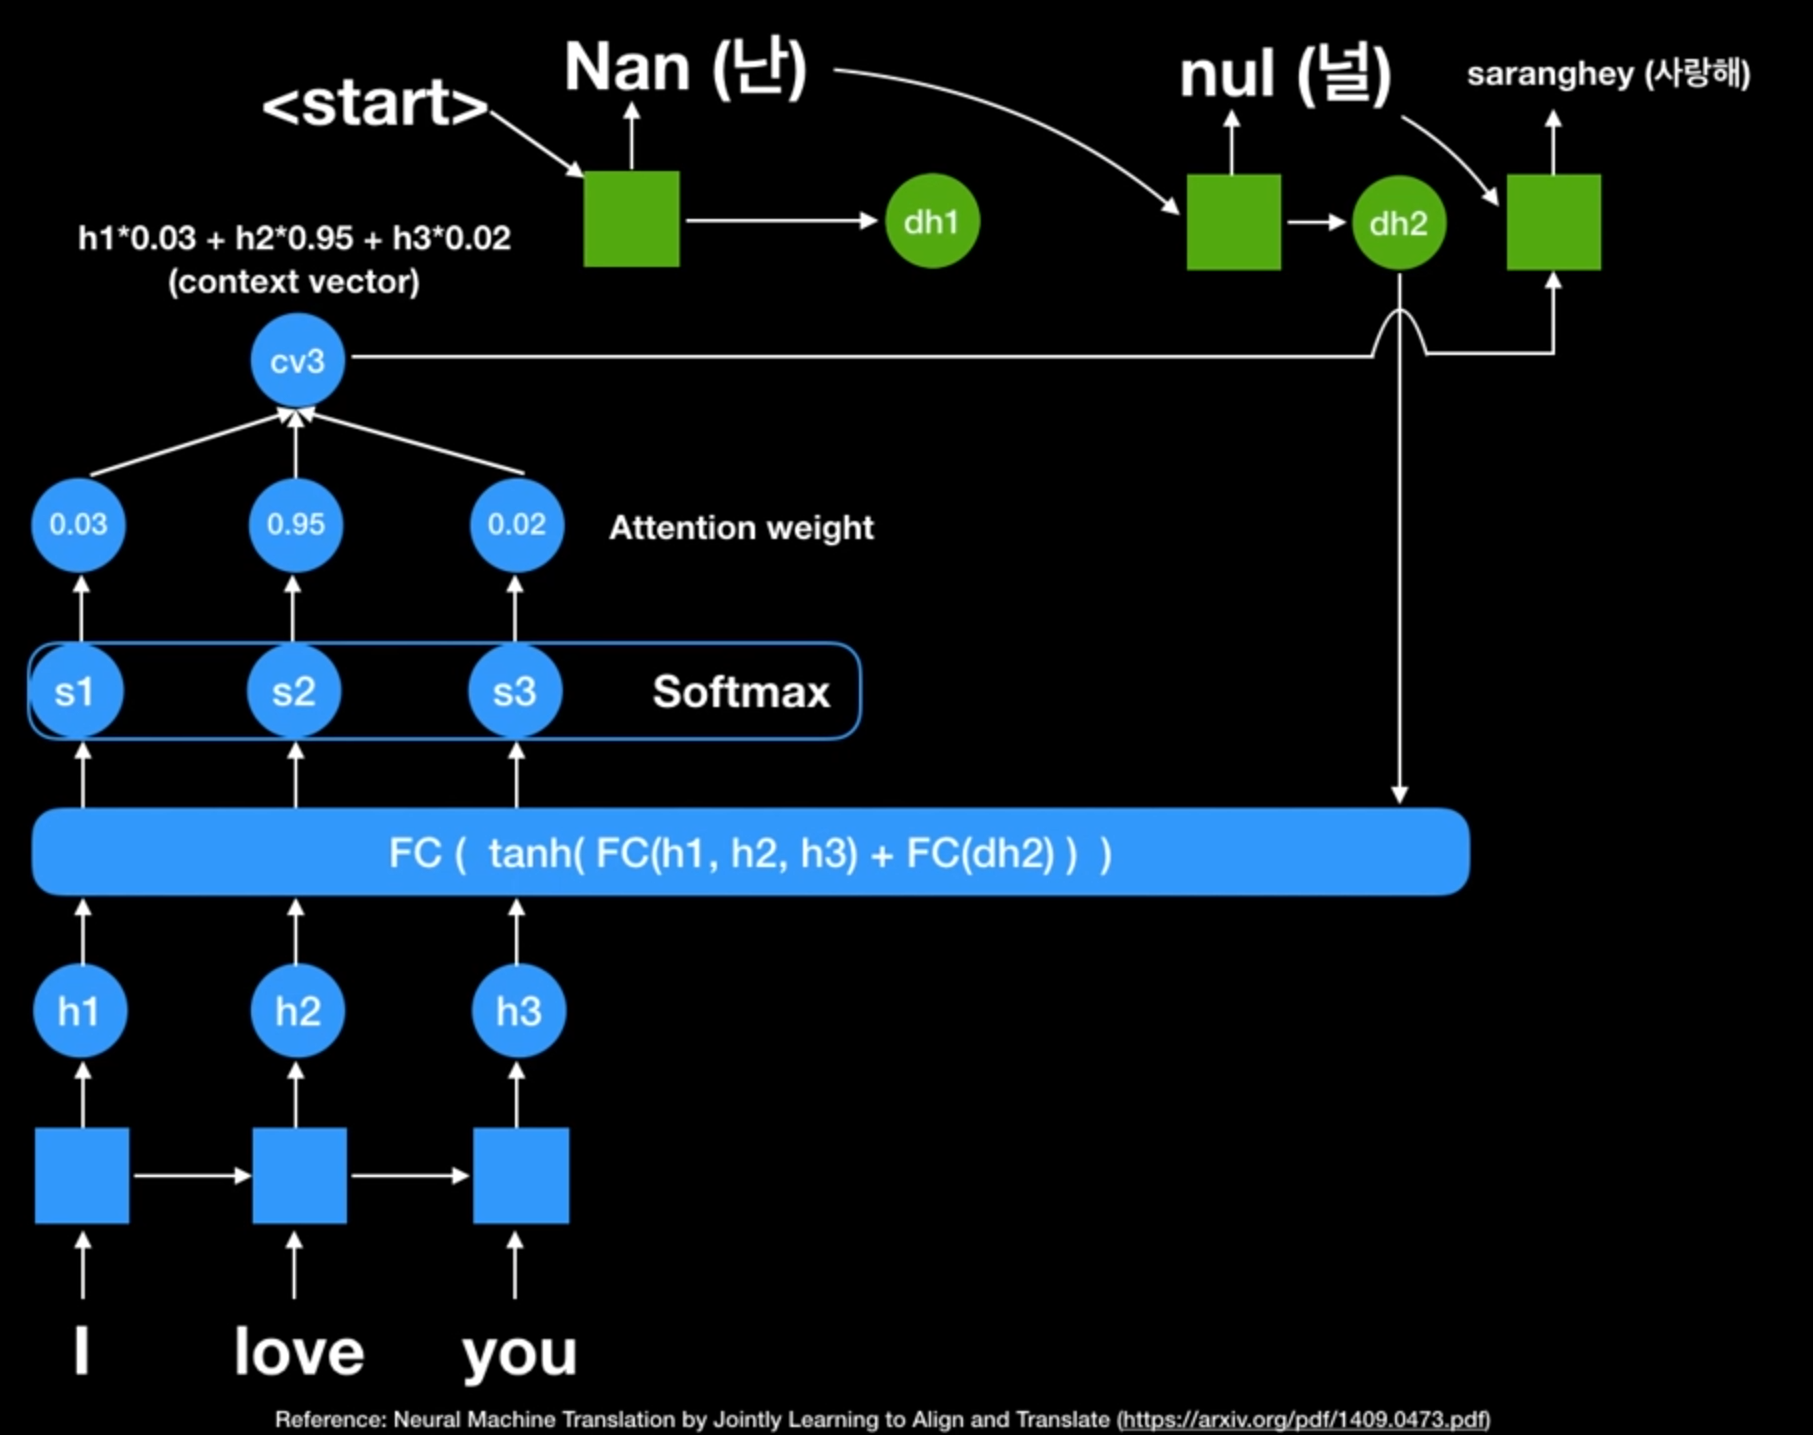 <start>
Nan (난)
nul (널)
saranghey (사랑해)
dh1
dh2
h1*0.03 + h2*0.95 + h3*0.02
(context vector)
cv3
0.03
0.95
0.02
Attention weight
s1
s2
s3
Softmax
FC ( tanh( FC(h1, h2, h3) + FC(dh2) ) )
h1
h2
h3
I
love
you
Reference: Neural Machine Translation by Jointly Learning to Align and Translate (https://arxiv.org/pdf/1409.0473.pdf)